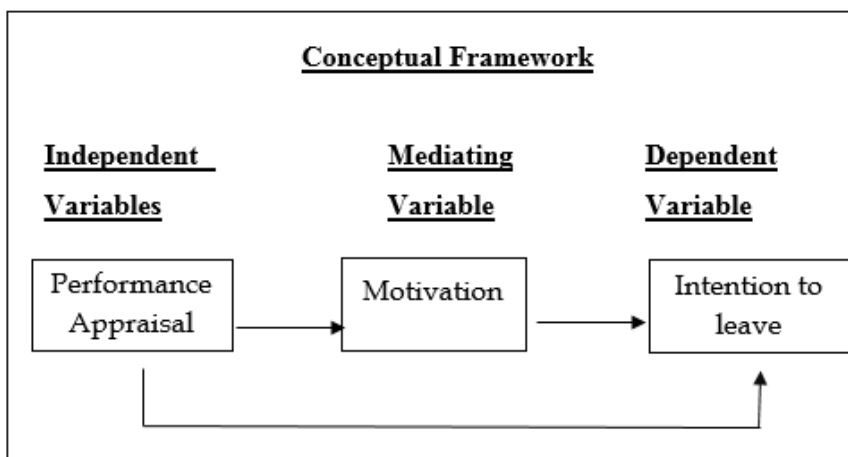 Conceptual Framework
Independent
Variables
Mediating
Variable
Dependent
Variable
Performance
Appraisal
Motivation
Intention to
leave